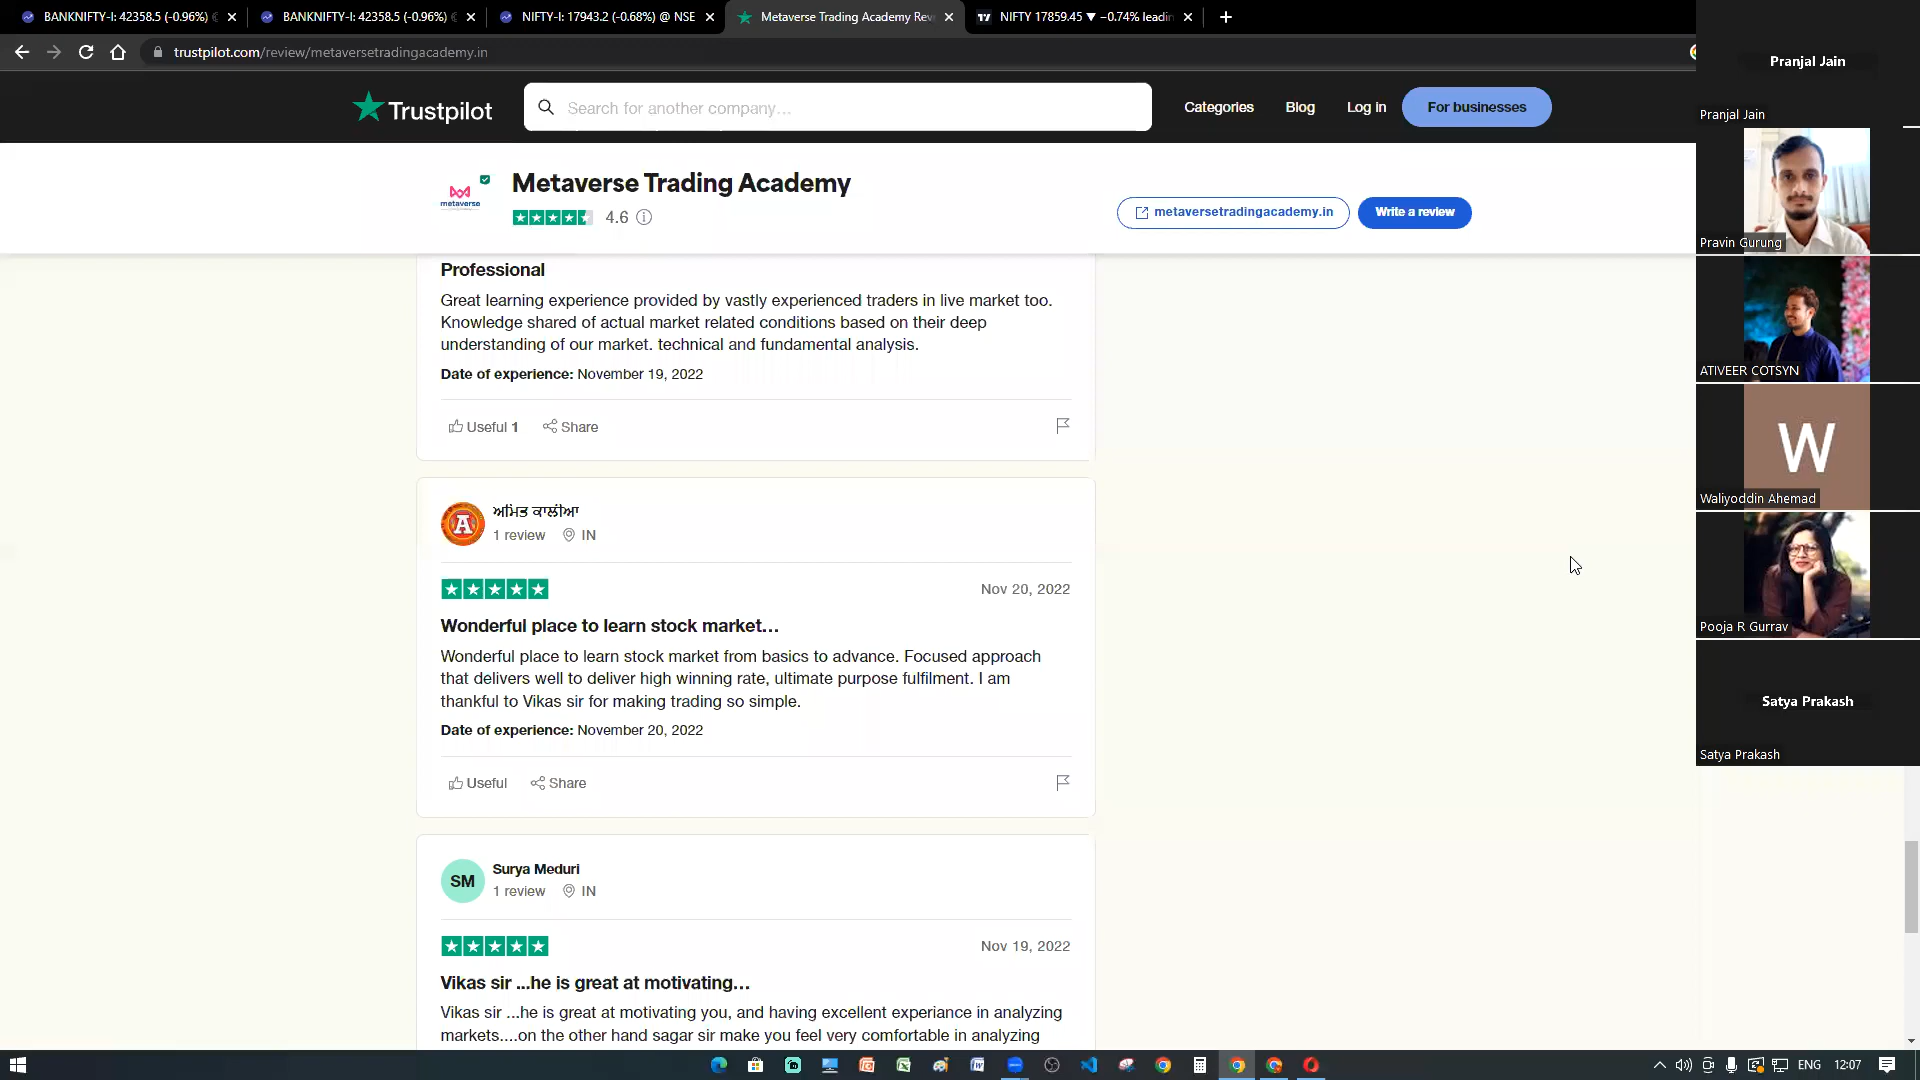 BANKNIFTY-I: 42358.5 (-0.96%)
BANKNIFTY-I: 42358.5 (-0.96%)
NIFTY-I: 17943.2 (-0.68%) @ NSE
Metaverse Trading Academy Rev
NIFTY 17859.45 ▼ −0.74% leadin
trustpilot.com/review/metaversetradingacademy.in
Trustpilot
Search for another company...
Categories
Blog
Log in
For businesses
metaverse
Metaverse Trading Academy
4.6
metaversetradingacademy.in
Write a review
Professional
Great learning experience provided by vastly experienced traders in live market too.
Knowledge shared of actual market related conditions based on their deep
understanding of our market. technical and fundamental analysis.
Date of experience: November 19, 2022
Useful 1
Share
A
ਅਮਿਤ ਕਾਲੀਆ
1 review
IN
Nov 20, 2022
Wonderful place to learn stock market…
Wonderful place to learn stock market from basics to advance. Focused approach
that delivers well to deliver high winning rate, ultimate purpose fulfilment. I am
thankful to Vikas sir for making trading so simple.
Date of experience: November 20, 2022
Useful
Share
SM
Surya Meduri
1 review
IN
Nov 19, 2022
Vikas sir ...he is great at motivating…
Vikas sir ...he is great at motivating you, and having excellent experiance in analyzing
markets....on the other hand sagar sir make you feel very comfortable in analyzing
Pranjal Jain
Pranjal Jain
Pravin Gurung
ATIVEER COTSYN
W
Waliyoddin Ahemad
Pooja R Gurrav
Satya Prakash
Satya Prakash
ENG
12:07